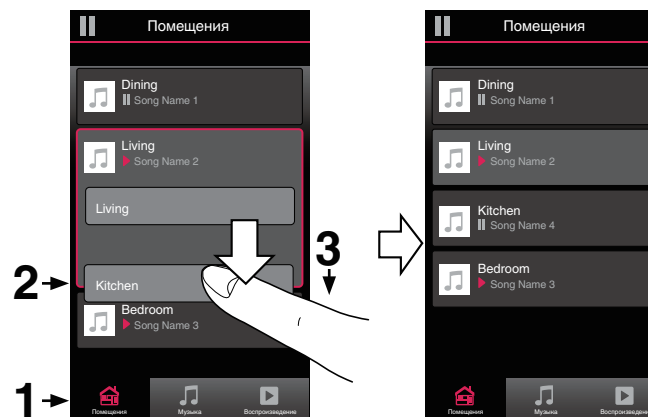 Помещения
Dining
Song Name 1
Living
Song Name 2
Living
Kitchen
Bedroom
Song Name 3
Помещения
Музыка
Воспроизведение
1
2
3
Помещения
Dining
Song Name 1
Living
Song Name 2
Kitchen
Song Name 4
Bedroom
Song Name 3
Помещения
Музыка
Воспроизведение